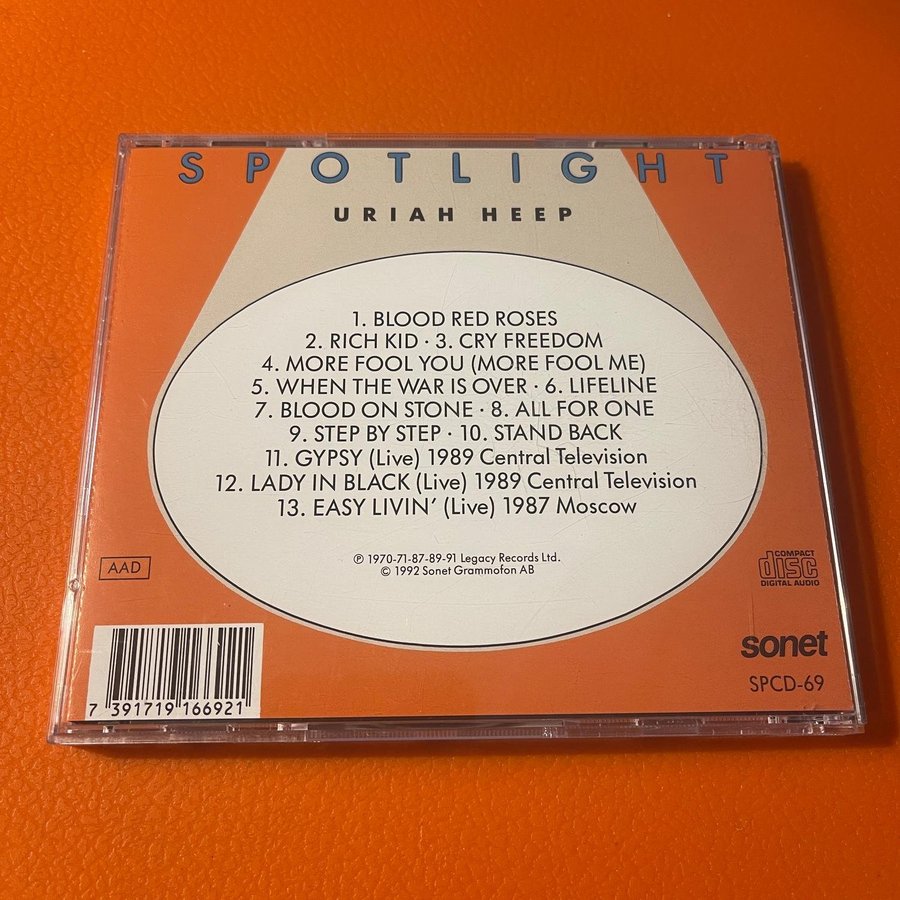 SPOTLIGHT
URIAH HEEP
1. BLOOD RED ROSES
2. RICH KID · 3. CRY FREEDOM
4. MORE FOOL YOU (MORE FOOL ME)
5. WHEN THE WAR IS OVER · 6. LIFELINE
7. BLOOD ON STONE · 8. ALL FOR ONE
9. STEP BY STEP · 10. STAND BACK
11. GYPSY (Live) 1989 Central Television
12. LADY IN BLACK (Live) 1989 Central Television
13. EASY LIVIN' (Live) 1987 Moscow
℗ 1970-71-87-89-91 Legacy Records Ltd.
© 1992 Sonet Grammofon AB
AAD
COMPACT
disc
DIGITAL AUDIO
sonet
SPCD-69
7 391719 166921